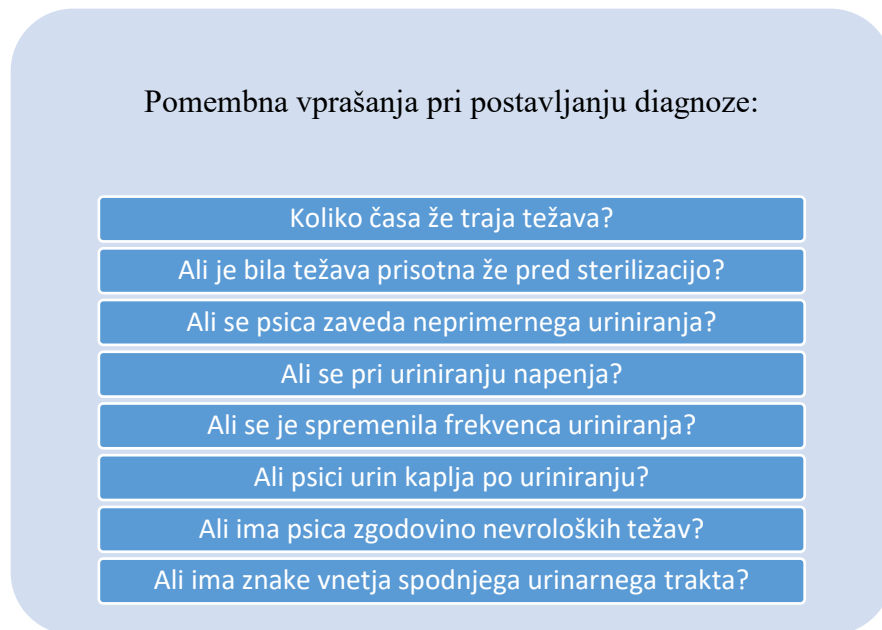 Pomembna vprašanja pri postavljanju diagnoze:
Koliko časa že traja težava?
Ali je bila težava prisotna že pred sterilizacijo?
Ali se psica zaveda neprimernega uriniranja?
Ali se pri uriniranju napenja?
Ali se je spremenila frekvenca uriniranja?
Ali psici urin kaplja po uriniranju?
Ali ima psica zgodovino nevroloških težav?
Ali ima znake vnetja spodnjega urinarnega trakta?